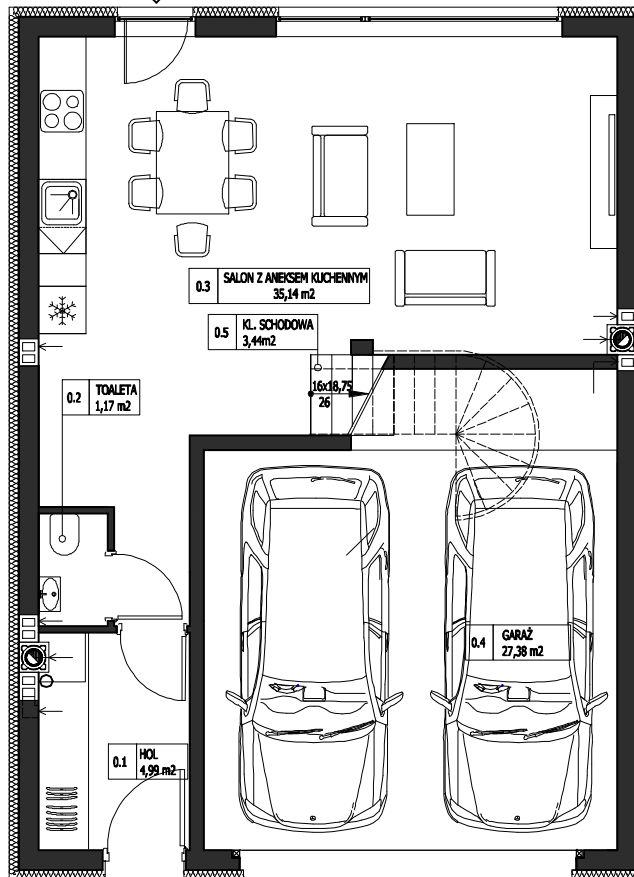 0.3 SALON Z ANEKSEM KUCHENNYM
35,14 m2
0.5 KL. SCHODOWA
3,44m2
16x18,75
26
0.2 TOALETA
1,17 m2
0.4 GARAŻ
27,38 m2
0.1 HOL
4,99 m2